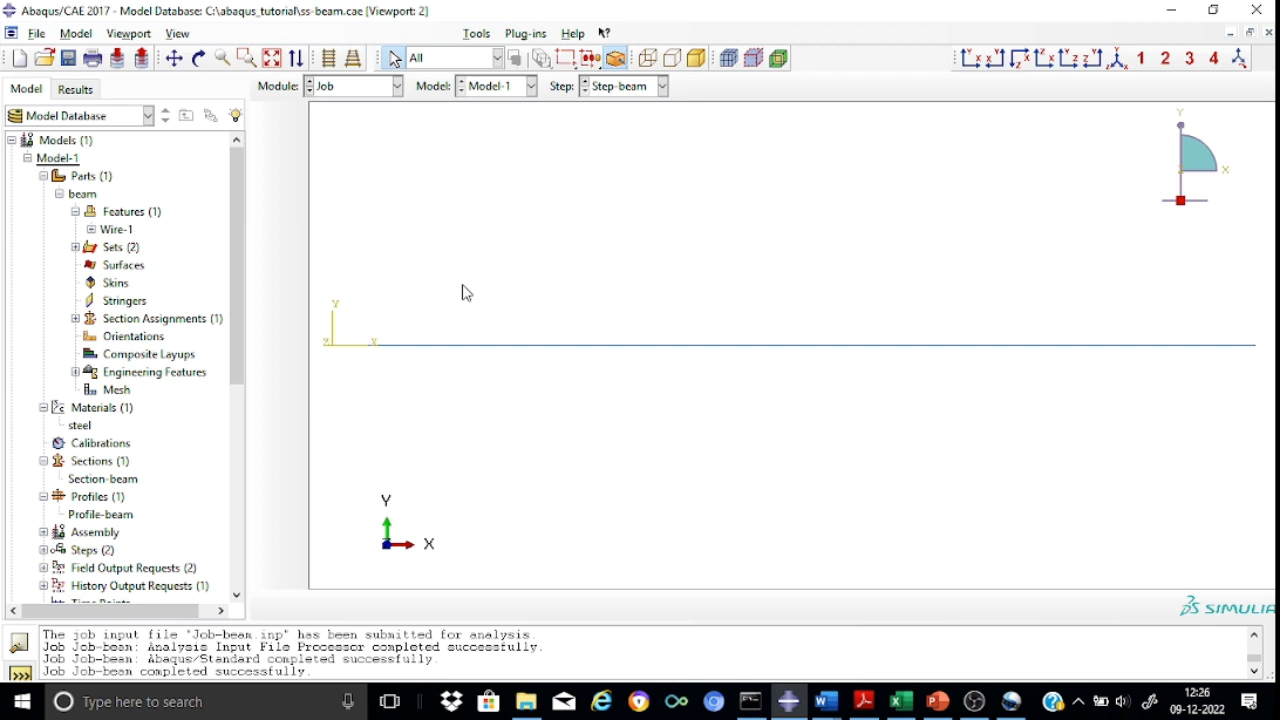 Abaqus/CAE 2017 - Model Database: C:\abaqus_tutorial\ss-beam.cae [Viewport: 2]
File Model Viewport View Tools Plug-ins Help
All
1 2 3 4
Model Results
Module: Job Model: Model-1 Step: Step-beam
Model Database
Models (1)
Model-1
Parts (1)
beam
Features (1)
Wire-1
Sets (2)
Surfaces
Skins
Stringers
Section Assignments (1)
Orientations
Composite Layups
Engineering Features
Mesh
Materials (1)
steel
Calibrations
Sections (1)
Section-beam
Profiles (1)
Profile-beam
Assembly
Steps (2)
Field Output Requests (2)
History Output Requests (1)
Time Points
Y
X
Z
Y
Z
X
Y
X
SIMULIA
The job input file "Job-beam.inp" has been submitted for analysis.
Job Job-beam: Analysis Input File Processor completed successfully.
Job Job-beam: Abaqus/Standard completed successfully.
Job Job-beam completed successfully.
Type here to search
12:26
09-12-2022